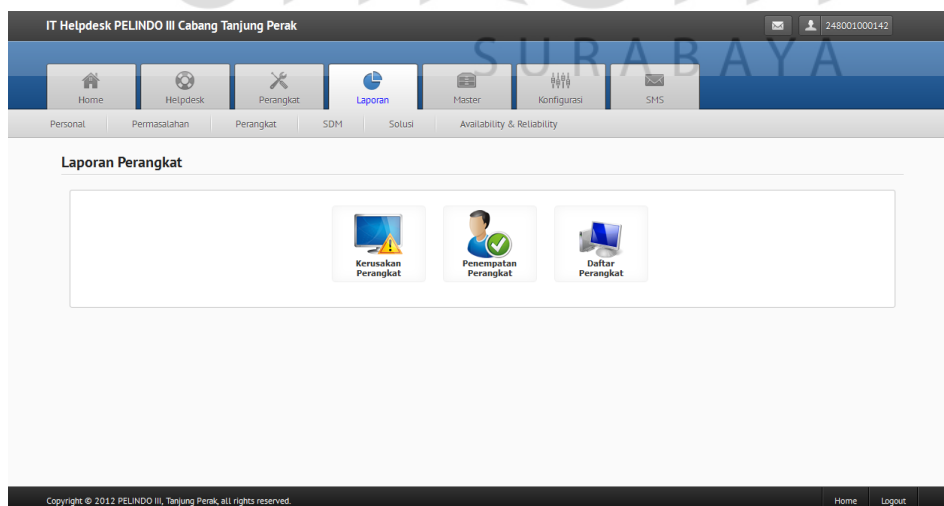 IT Helpdesk PELINDO III Cabang Tanjung Perak
248001000142
SURABAYA
Home
Helpdesk
Perangkat
Laporan
Master
Konfigurasi
SMS
Personal
Permasalahan
Perangkat
SDM
Solusi
Availability & Reliability
Laporan Perangkat
Kerusakan
Perangkat
Penempatan
Perangkat
Daftar
Perangkat
Copyright © 2012 PELINDO III, Tanjung Perak, all rights reserved.
Home
Logout